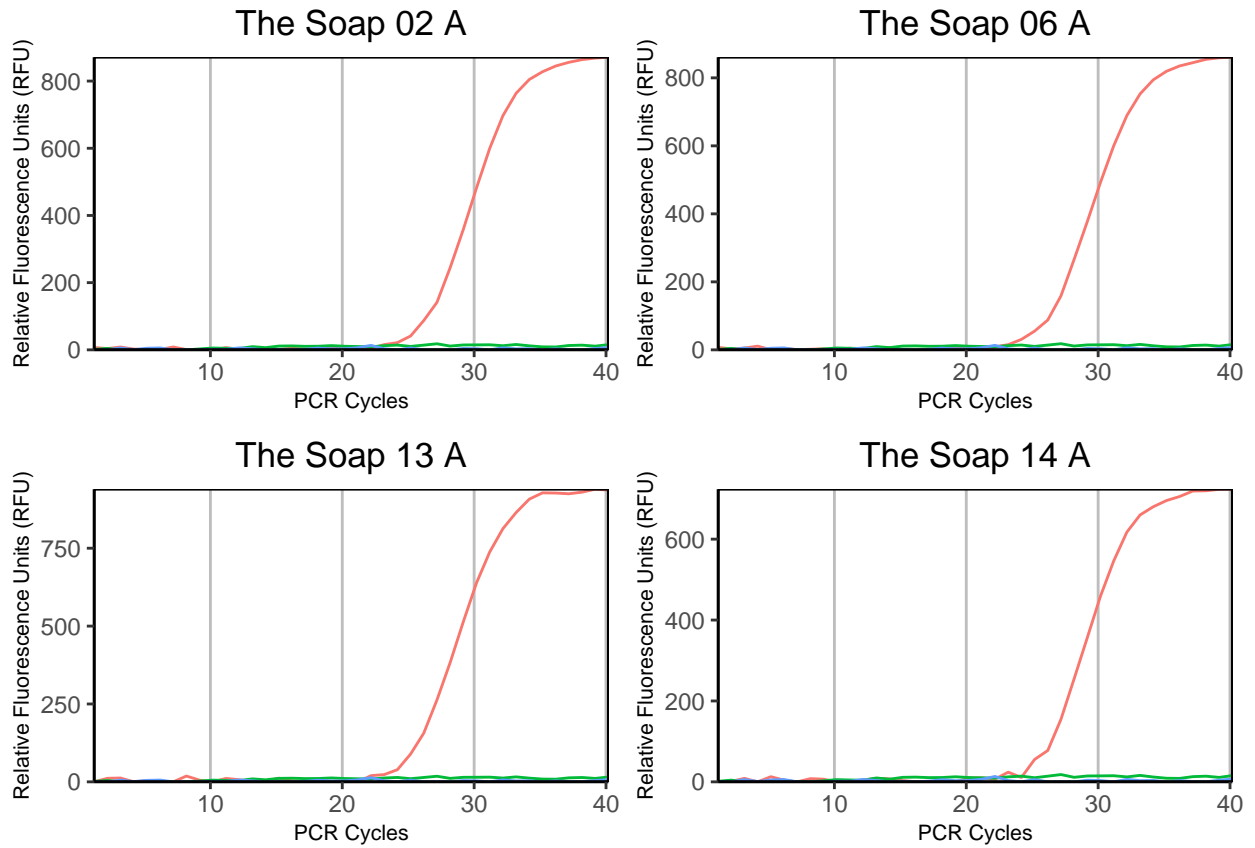 The Soap 02 A
Relative Fluorescence Units (RFU)
800
600
400
200
0
10 20 30 40
PCR Cycles
The Soap 06 A
Relative Fluorescence Units (RFU)
800
600
400
200
0
10 20 30 40
PCR Cycles
The Soap 13 A
Relative Fluorescence Units (RFU)
750
500
250
0
10 20 30 40
PCR Cycles
The Soap 14 A
Relative Fluorescence Units (RFU)
600
400
200
0
10 20 30 40
PCR Cycles